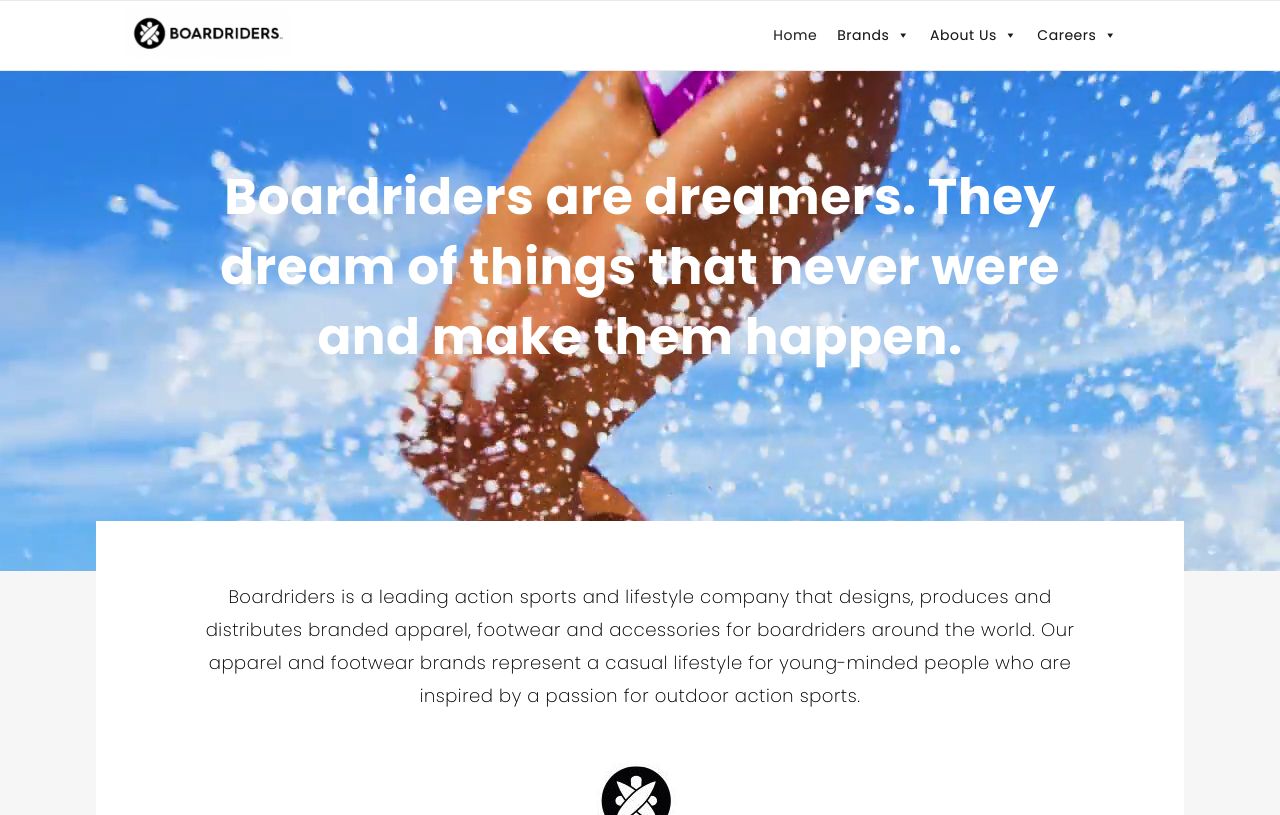 BOARDRIDERS
Home Brands About Us Careers
Boardriders are dreamers. They
dream of things that never were
and make them happen.
Boardriders is a leading action sports and lifestyle company that designs, produces and
distributes branded apparel, footwear and accessories for boardriders around the world. Our
apparel and footwear brands represent a casual lifestyle for young-minded people who are
inspired by a passion for outdoor action sports.